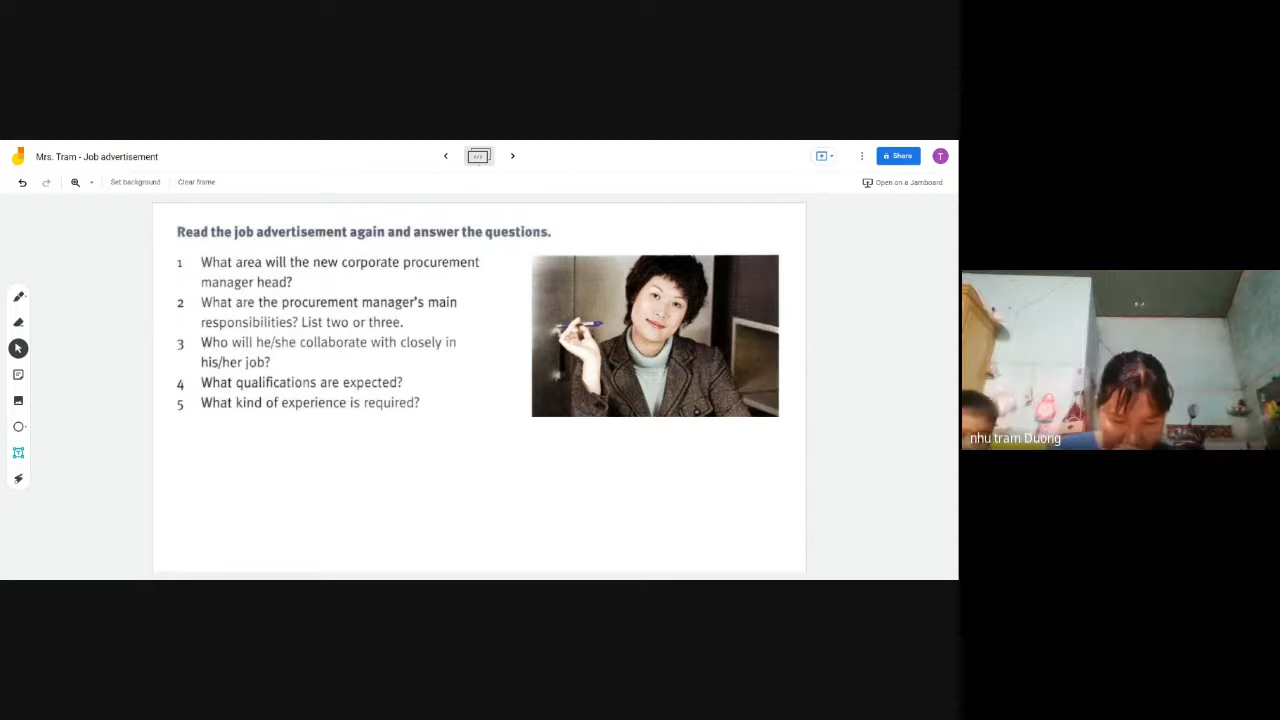 Mrs. Tram - Job advertisement
Share
T
Set background
Clear frame
Open on a Jamboard
Read the job advertisement again and answer the questions.
1 What area will the new corporate procurement
manager head?
2 What are the procurement manager's main
responsibilities? List two or three.
3 Who will he/she collaborate with closely in
his/her job?
4 What qualifications are expected?
5 What kind of experience is required?
nhu tram Duong